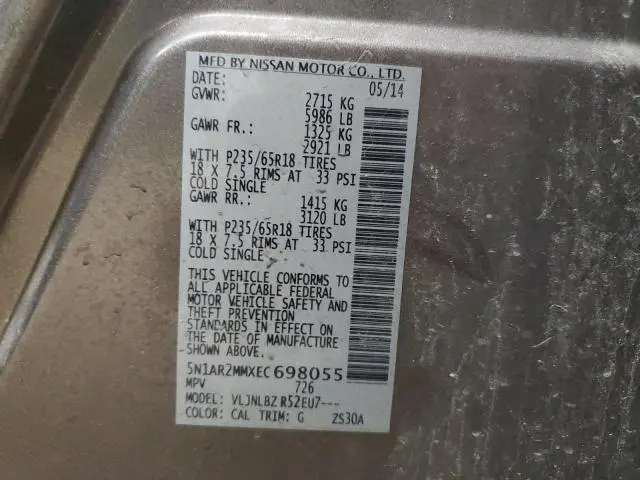 MFD BY NISSAN MOTOR CO., LTD.
DATE: 05/14
GVWR: 2715 KG
5986 LB
GAWR FR.: 1325 KG
2921 LB
WITH P235/65R18 TIRES
18 X 7.5 RIMS AT 33 PSI
COLD SINGLE
GAWR RR.: 1415 KG
3120 LB
WITH P235/65R18 TIRES
18 X 7.5 RIMS AT 33 PSI
COLD SINGLE
THIS VEHICLE CONFORMS TO
ALL APPLICABLE FEDERAL
MOTOR VEHICLE SAFETY AND
THEFT PREVENTION
STANDARDS IN EFFECT ON
THE DATE OF MANUFACTURE
SHOWN ABOVE.
5N1AR2MMXEC698055
MPV 726
MODEL: VLJNLBZ R52EU7---
COLOR: CAL TRIM: G ZS30A